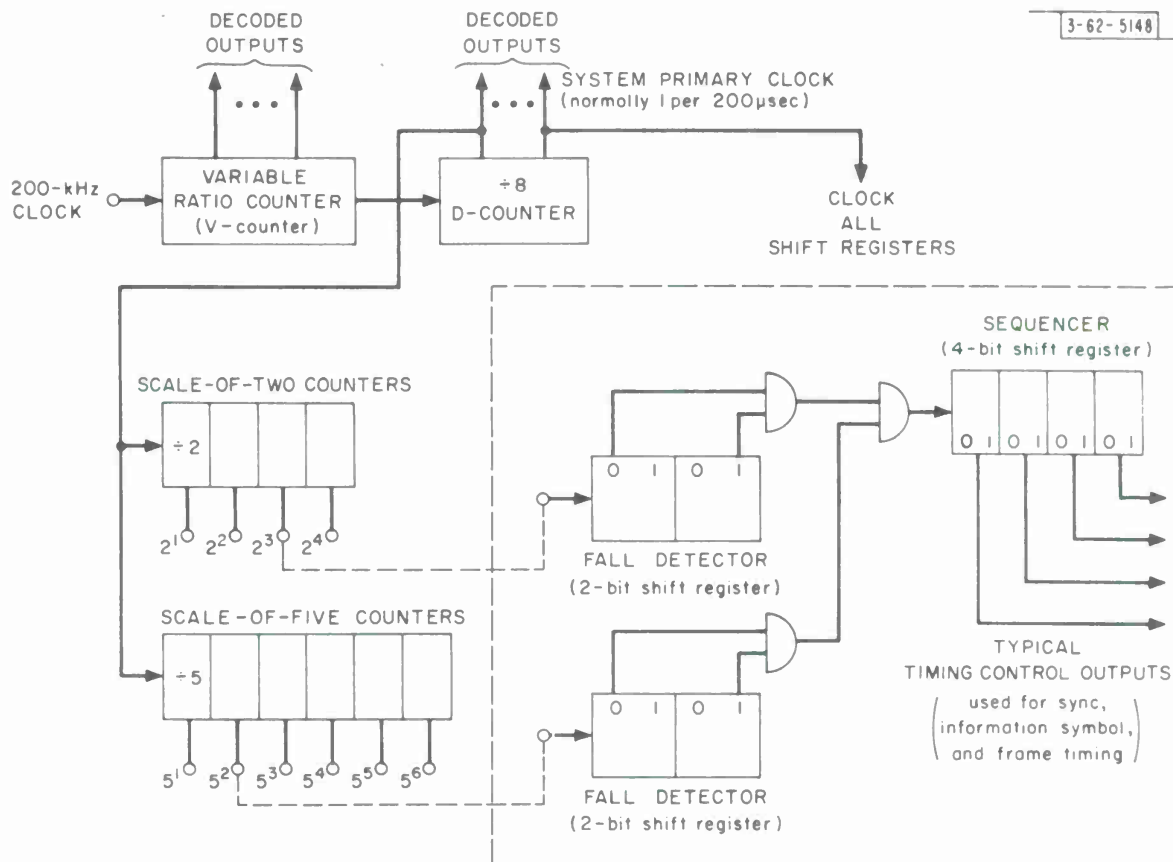 3-62-5148
DECODED
OUTPUTS
DECODED
OUTPUTS
SYSTEM PRIMARY CLOCK
(normally 1 per 200μsec)
200-kHz
CLOCK
VARIABLE
RATIO COUNTER
(V-counter)
÷8
D-COUNTER
CLOCK
ALL
SHIFT REGISTERS
SEQUENCER
(4-bit shift register)
0 1 0 1 0 1 0 1
SCALE-OF-TWO COUNTERS
÷2
2¹ 2² 2³ 2⁴
0 1 0 1
FALL DETECTOR
(2-bit shift register)
SCALE-OF-FIVE COUNTERS
÷5
5¹ 5² 5³ 5⁴ 5⁵ 5⁶
0 1 0 1
FALL DETECTOR
(2-bit shift register)
TYPICAL
TIMING CONTROL OUTPUTS
(used for sync,
information symbol,
and frame timing)